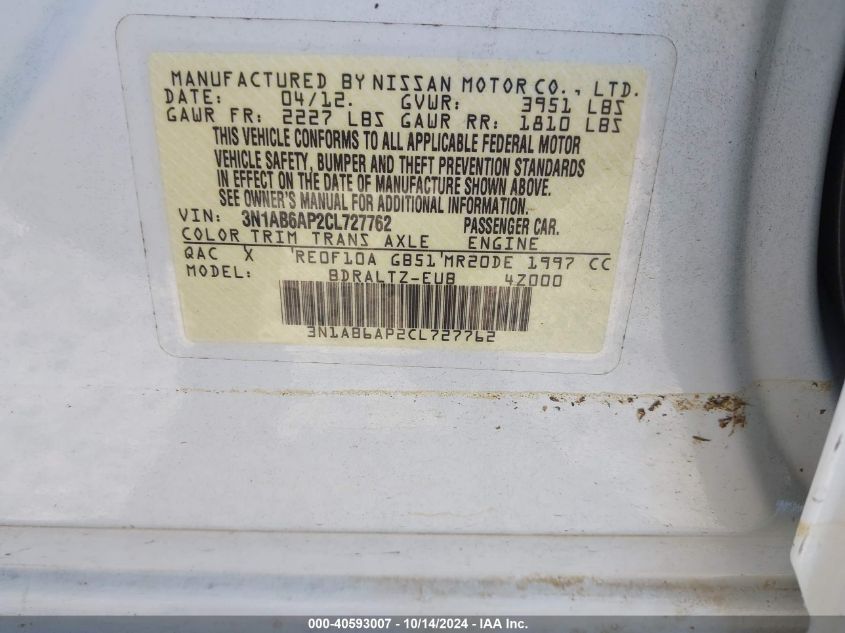 MANUFACTURED BY NISSAN MOTOR CO., LTD.
DATE: 04/12. GVWR: 3951 LBS
GAWR FR: 2227 LBS GAWR RR: 1810 LBS
THIS VEHICLE CONFORMS TO ALL APPLICABLE FEDERAL MOTOR
VEHICLE SAFETY, BUMPER AND THEFT PREVENTION STANDARDS
IN EFFECT ON THE DATE OF MANUFACTURE SHOWN ABOVE.
SEE OWNER'S MANUAL FOR ADDITIONAL INFORMATION.
VIN: 3N1AB6AP2CL727762 PASSENGER CAR.
COLOR TRIM TRANS AXLE ENGINE
QAC X 'RE0F10A GB51'MR20DE 1997 CC
MODEL: BDRALTZ-EUB 4Z000
3N1AB6AP2CL727762
000-40593007 - 10/14/2024 - IAA Inc.